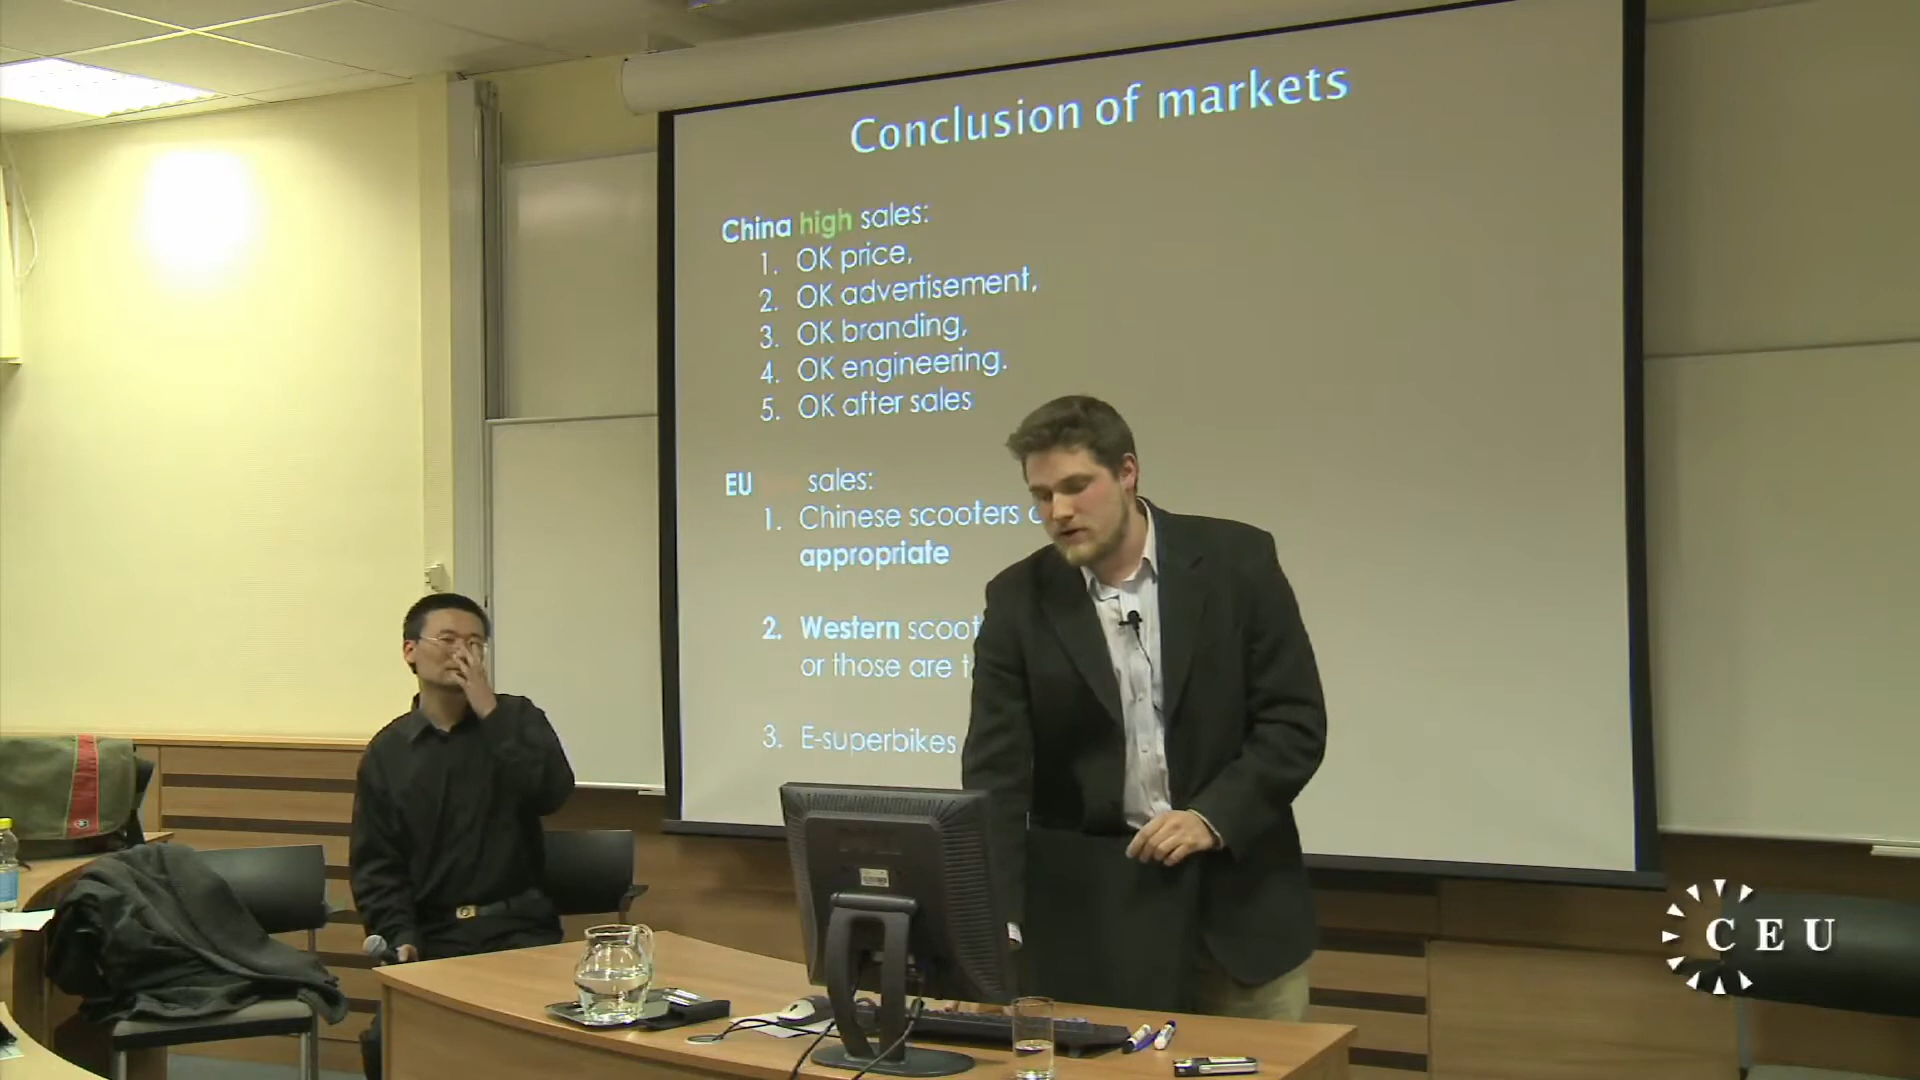 Conclusion of markets
China high sales:
1. OK price,
2. OK advertisement,
3. OK branding,
4. OK engineering.
5. OK after sales
EU sales:
1. Chinese scooters
appropriate
2. Western scoot
or those are t
3. E-superbikes
CEU